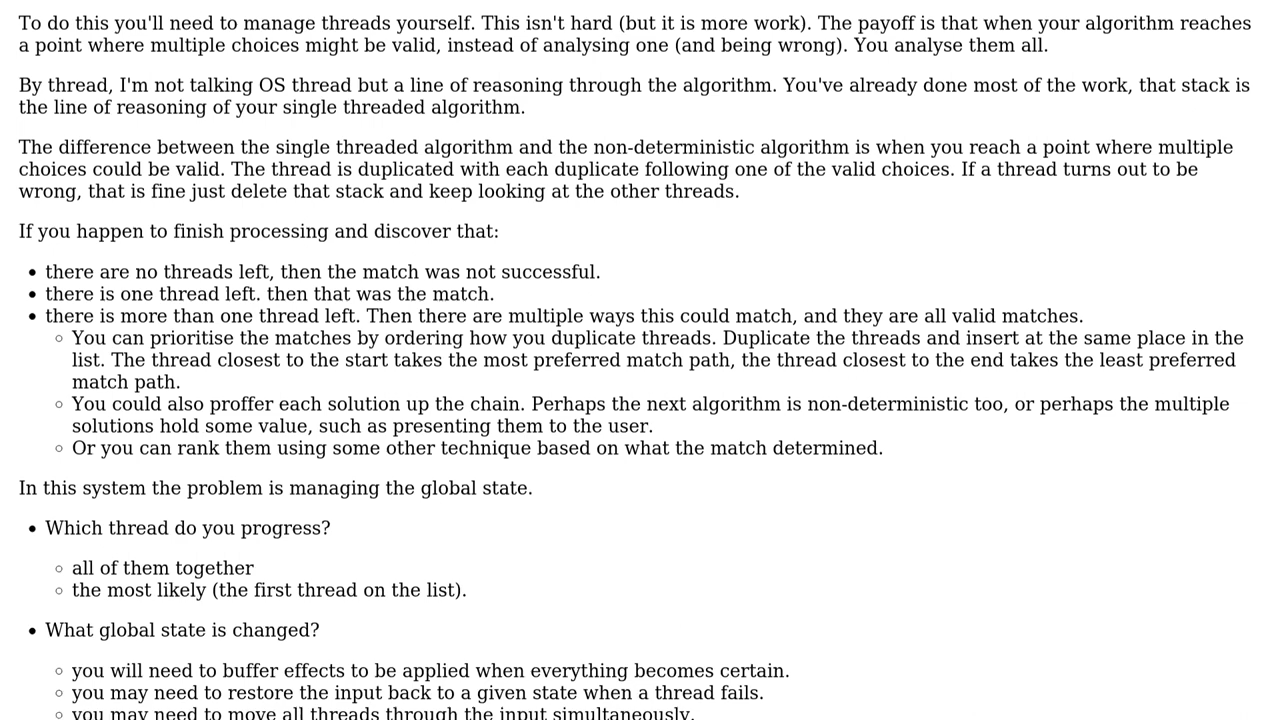 To do this you'll need to manage threads yourself. This isn't hard (but it is more work). The payoff is that when your algorithm reaches
a point where multiple choices might be valid, instead of analysing one (and being wrong). You analyse them all.
By thread, I'm not talking OS thread but a line of reasoning through the algorithm. You've already done most of the work, that stack is
the line of reasoning of your single threaded algorithm.
The difference between the single threaded algorithm and the non-deterministic algorithm is when you reach a point where multiple
choices could be valid. The thread is duplicated with each duplicate following one of the valid choices. If a thread turns out to be
wrong, that is fine just delete that stack and keep looking at the other threads.
If you happen to finish processing and discover that:
• there are no threads left, then the match was not successful.
• there is one thread left. then that was the match.
• there is more than one thread left. Then there are multiple ways this could match, and they are all valid matches.
◦ You can prioritise the matches by ordering how you duplicate threads. Duplicate the threads and insert at the same place in the
list. The thread closest to the start takes the most preferred match path, the thread closest to the end takes the least preferred
match path.
◦ You could also proffer each solution up the chain. Perhaps the next algorithm is non-deterministic too, or perhaps the multiple
solutions hold some value, such as presenting them to the user.
◦ Or you can rank them using some other technique based on what the match determined.
In this system the problem is managing the global state.
• Which thread do you progress?
◦ all of them together
◦ the most likely (the first thread on the list).
• What global state is changed?
◦ you will need to buffer effects to be applied when everything becomes certain.
◦ you may need to restore the input back to a given state when a thread fails.
◦ you may need to move all threads through the input simultaneously.